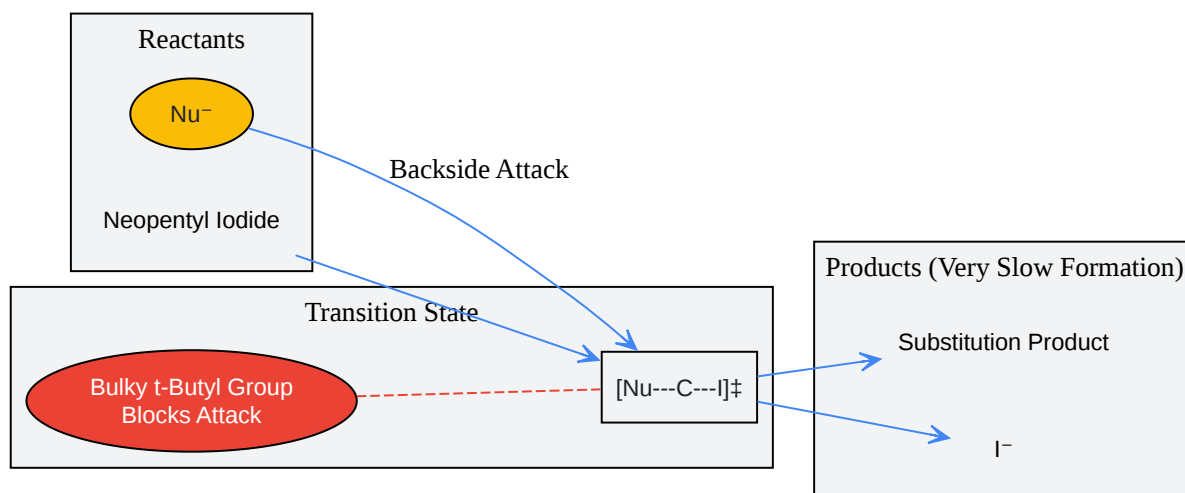 Reactants
Nu⁻
Neopentyl Iodide
Backside Attack
Transition State
Bulky t-Butyl Group
Blocks Attack
[Nu---C---I]‡
Products (Very Slow Formation)
Substitution Product
I⁻